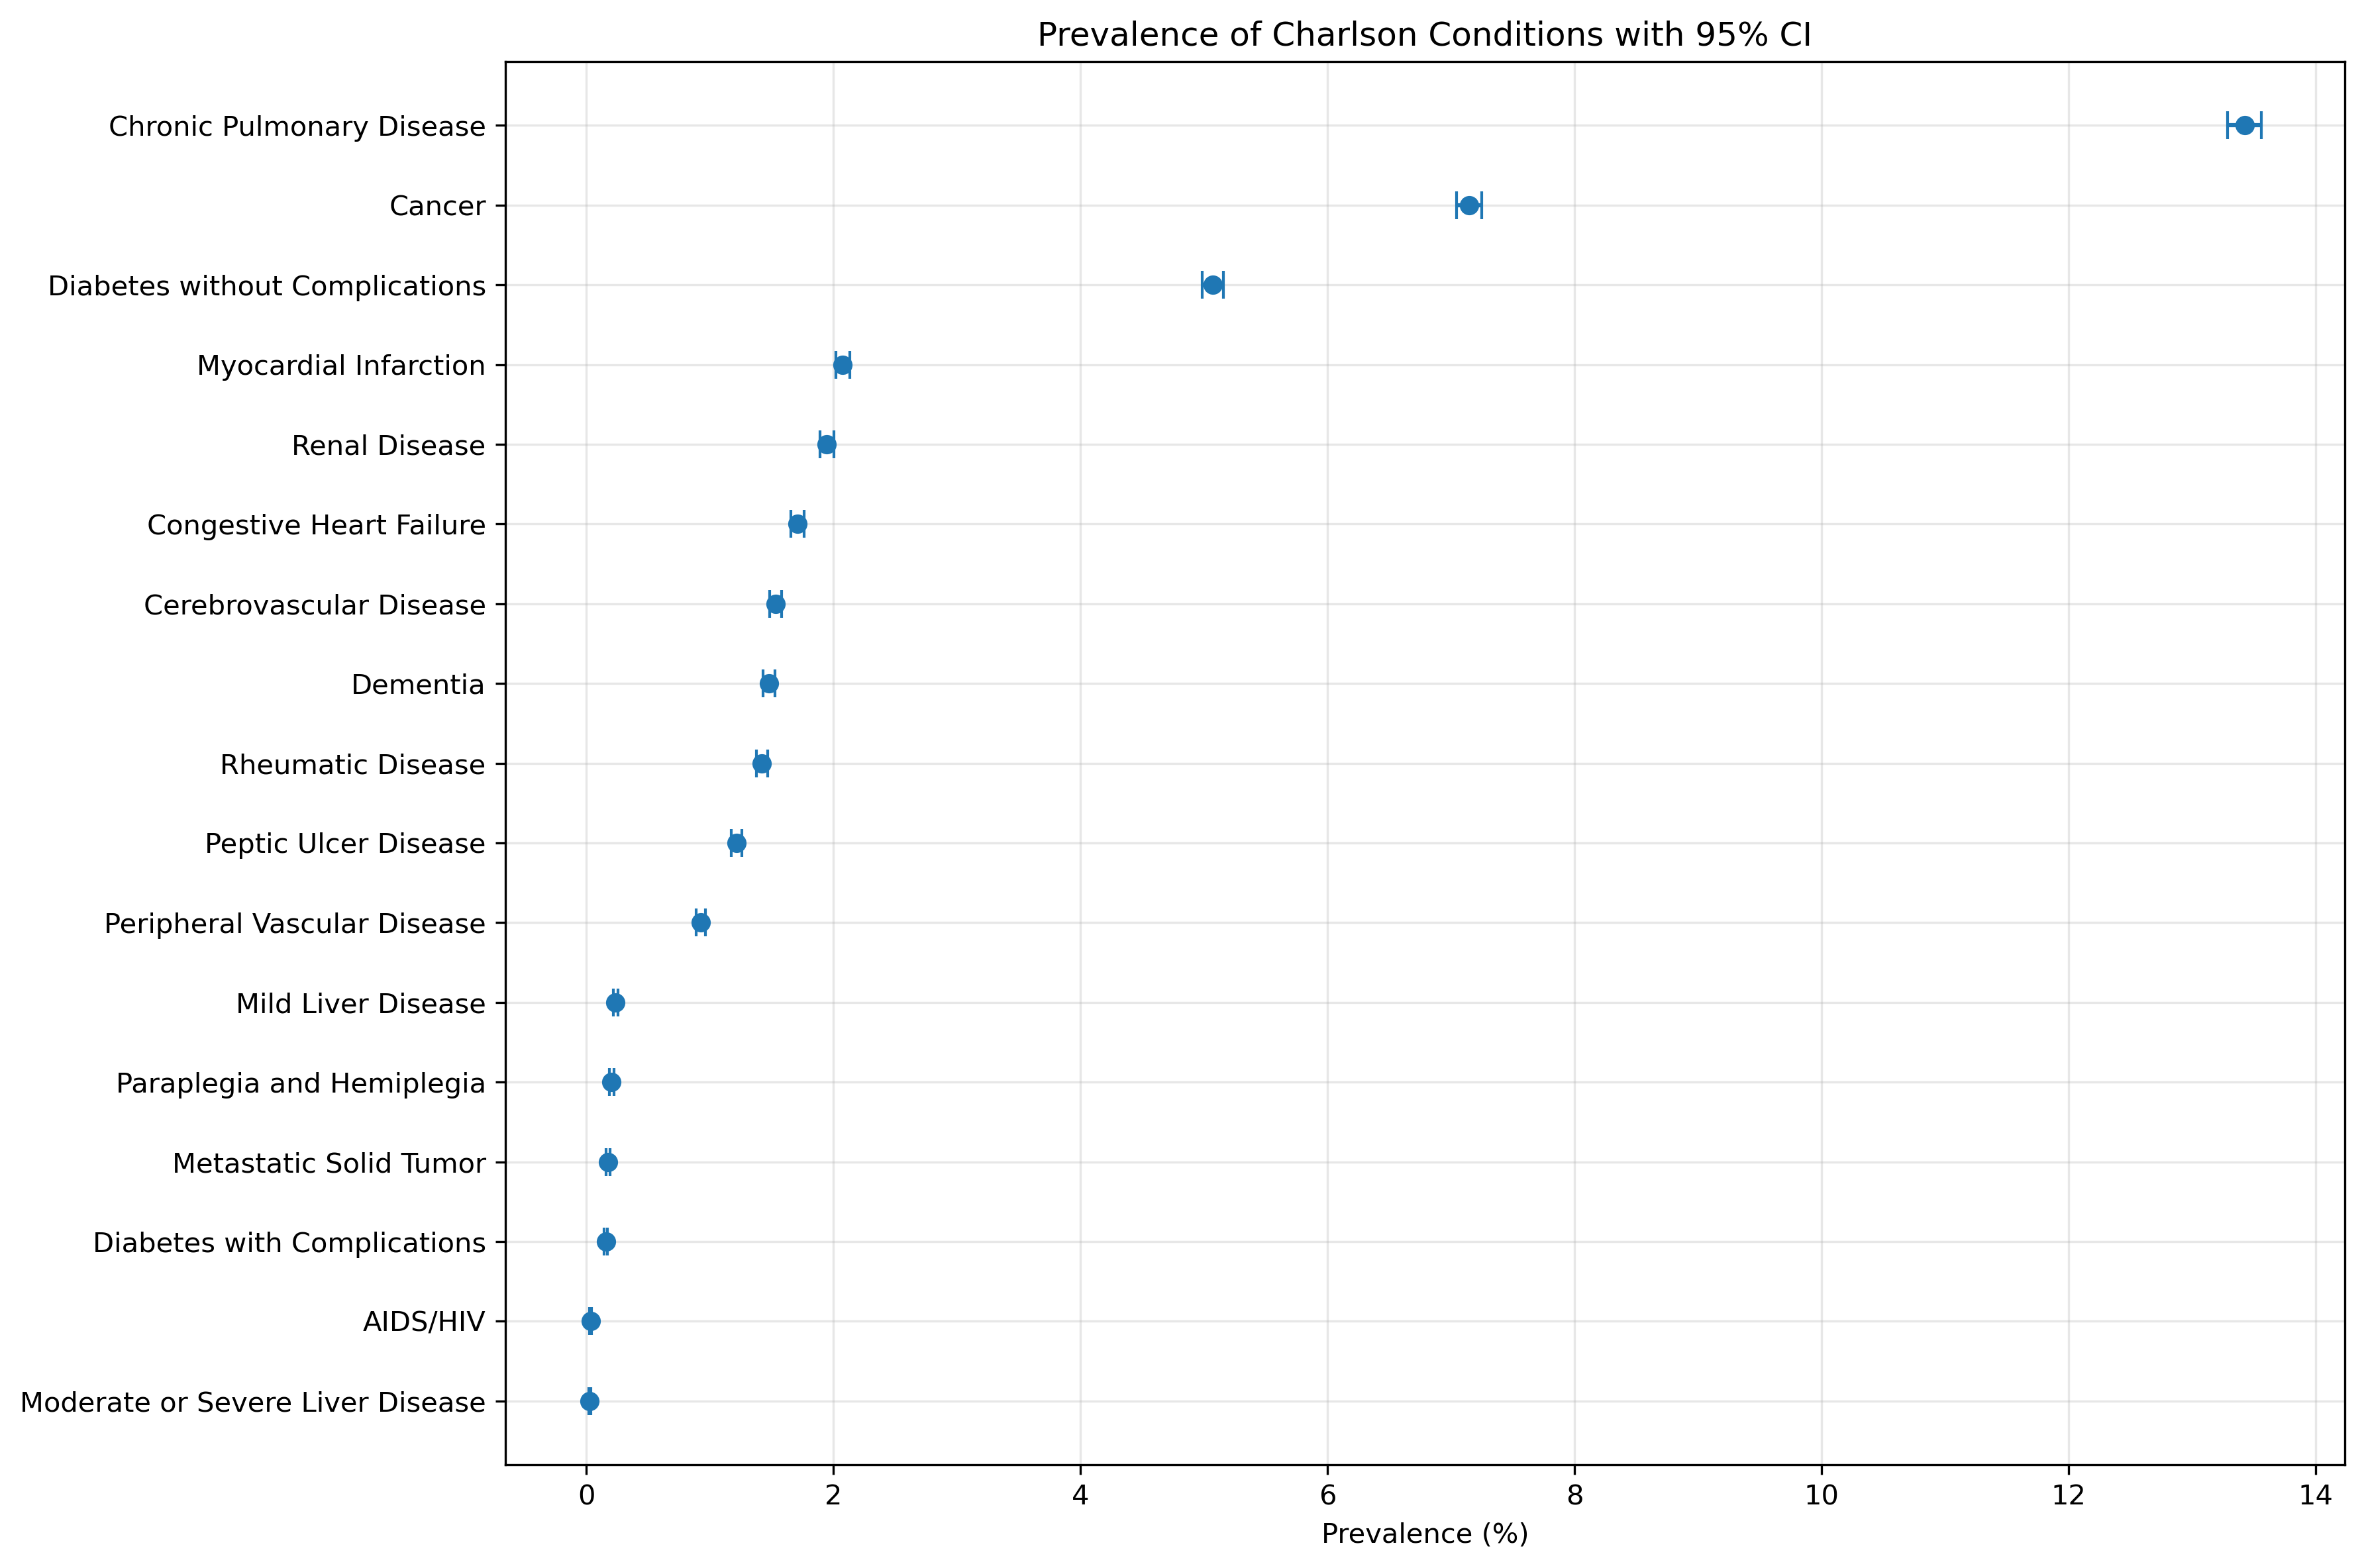 Prevalence of Charlson Conditions with 95% CI
Chronic Pulmonary Disease
Cancer
Diabetes without Complications
Myocardial Infarction
Renal Disease
Congestive Heart Failure
Cerebrovascular Disease
Dementia
Rheumatic Disease
Peptic Ulcer Disease
Peripheral Vascular Disease
Mild Liver Disease
Paraplegia and Hemiplegia
Metastatic Solid Tumor
Diabetes with Complications
AIDS/HIV
Moderate or Severe Liver Disease
0 2 4 6 8 10 12 14
Prevalence (%)